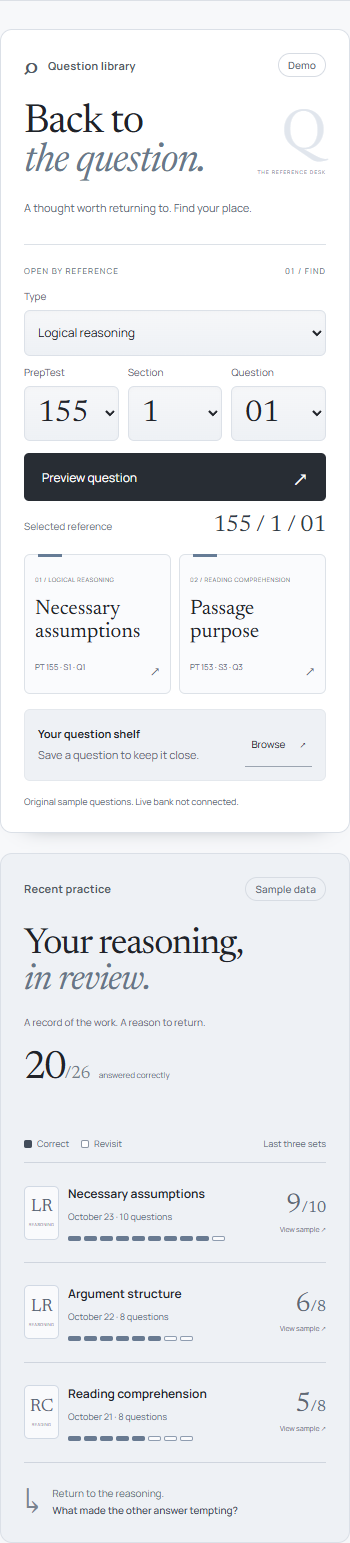 Question library
Demo
Back to
the question.
Q
THE REFERENCE DESK
A thought worth returning to. Find your place.
OPEN BY REFERENCE
01 / FIND
Type
Logical reasoning
PrepTest
Section
Question
155
1
01
Preview question ↗
Selected reference
155 / 1 / 01
01 / LOGICAL REASONING
Necessary
assumptions
PT 155 · S1 · Q1 ↗
02 / READING COMPREHENSION
Passage
purpose
PT 153 · S3 · Q3 ↗
Your question shelf
Save a question to keep it close.
Browse ↗
Original sample questions. Live bank not connected.
Recent practice
Sample data
Your reasoning,
in review.
A record of the work. A reason to return.
20/26 answered correctly
Correct
Revisit
Last three sets
LR
REASONING
Necessary assumptions
October 23 · 10 questions
9/10
View sample ↗
LR
REASONING
Argument structure
October 22 · 8 questions
6/8
View sample ↗
RC
READING
Reading comprehension
October 21 · 8 questions
5/8
View sample ↗
Return to the reasoning.
What made the other answer tempting?